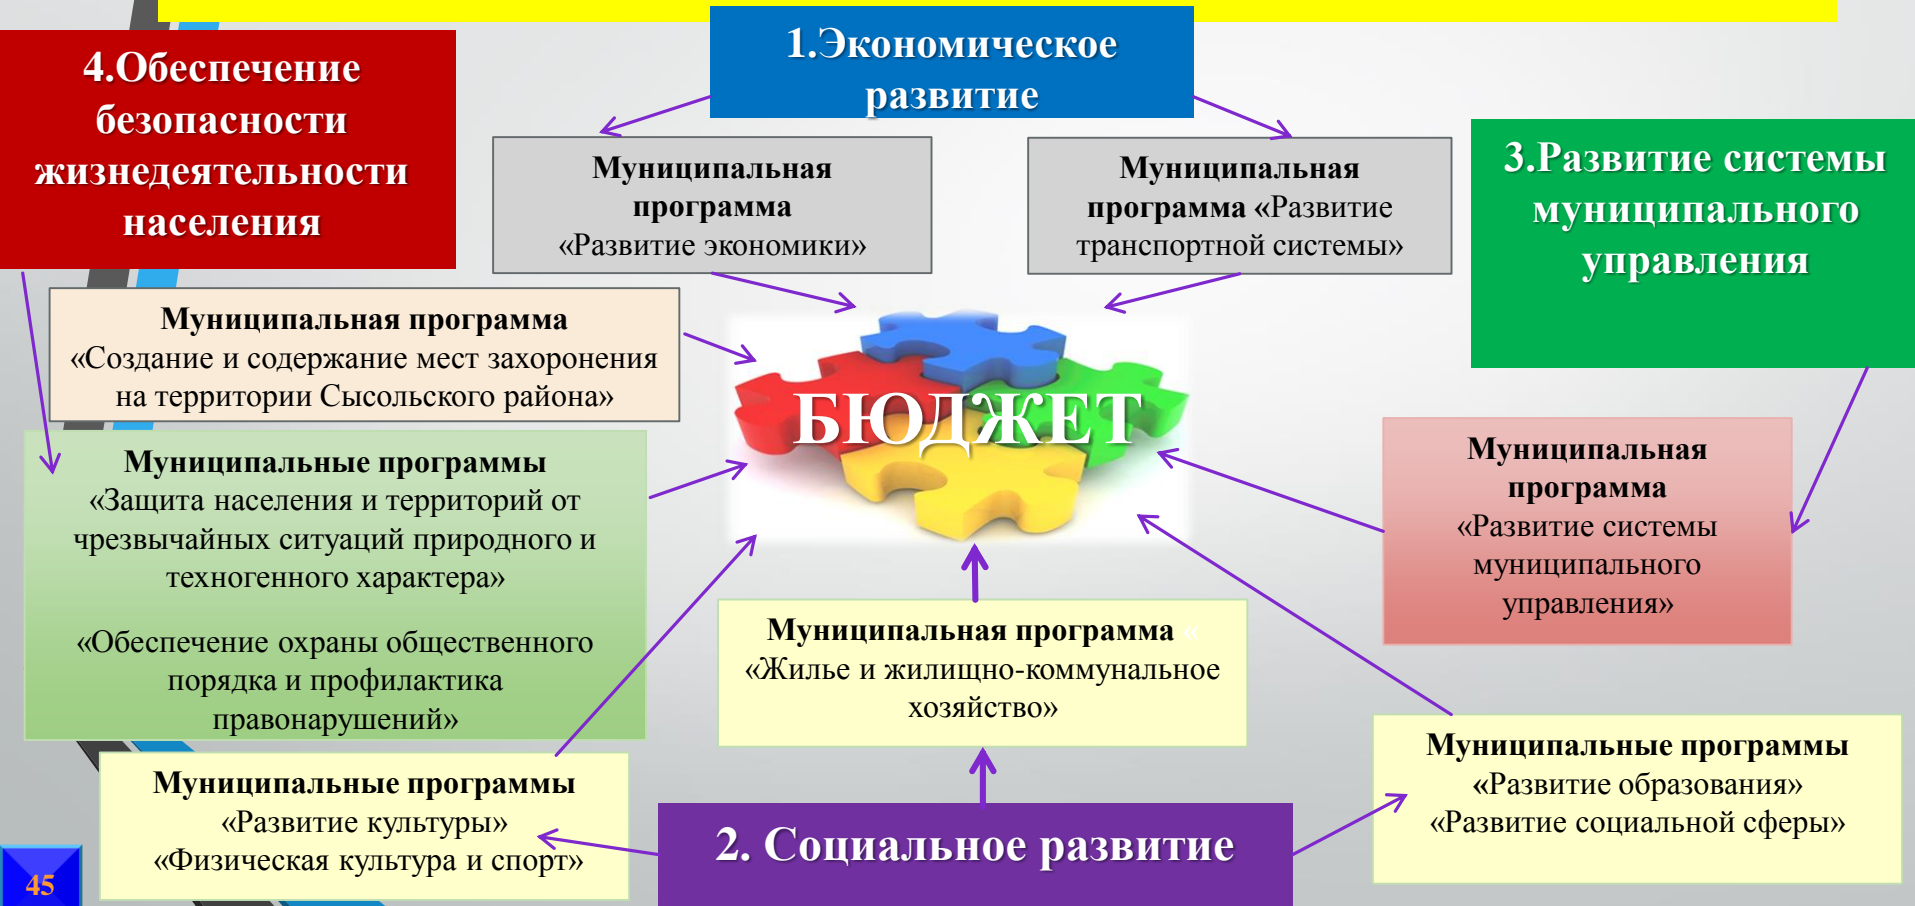 1.Экономическое
развитие
4.Обеспечение
безопасности
жизнедеятельности
населения
3.Развитие системы
муниципального
управления
Муниципальная
программа
«Развитие экономики»
Муниципальная
программа «Развитие
транспортной системы»
Муниципальная программа
«Создание и содержание мест захоронения
на территории Сысольского района»
БЮДЖЕТ
Муниципальные программы
«Защита населения и территорий от
чрезвычайных ситуаций природного и
техногенного характера»
«Обеспечение охраны общественного
порядка и профилактика
правонарушений»
Муниципальная
программа
«Развитие системы
муниципального
управления»
Муниципальная программа «
«Жилье и жилищно-коммунальное
хозяйство»
Муниципальные программы
«Развитие культуры»
«Физическая культура и спорт»
Муниципальные программы
«Развитие образования»
«Развитие социальной сферы»
2. Социальное развитие
45